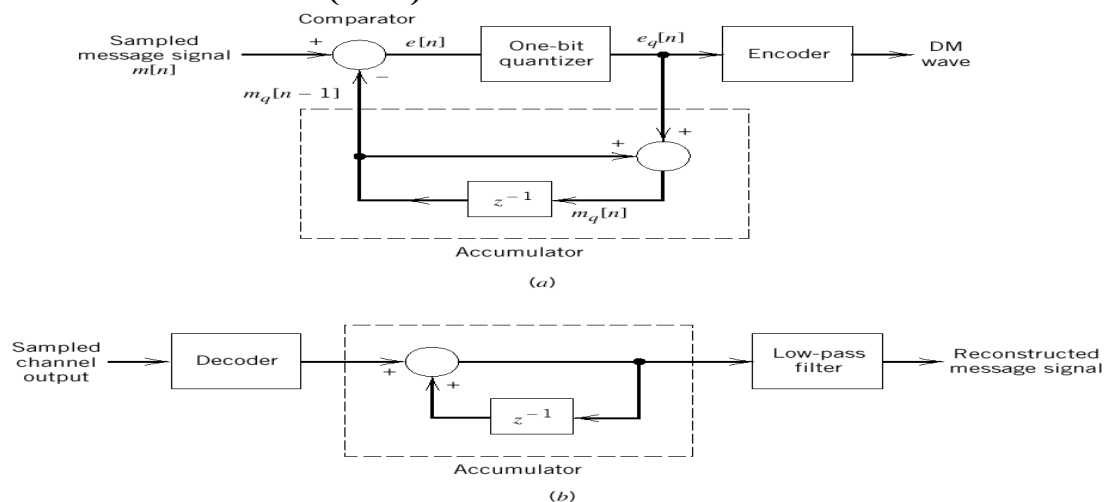 Comparator
Sampled
message signal
m[n]
+
e[n]
One-bit
quantizer
e_q[n]
Encoder
DM
wave
−
m_q[n − 1]
+
+
z^{−1}
m_q[n]
Accumulator
(a)
Sampled
channel
output
Decoder
+
+
z^{−1}
Low-pass
filter
Reconstructed
message signal
Accumulator
(b)